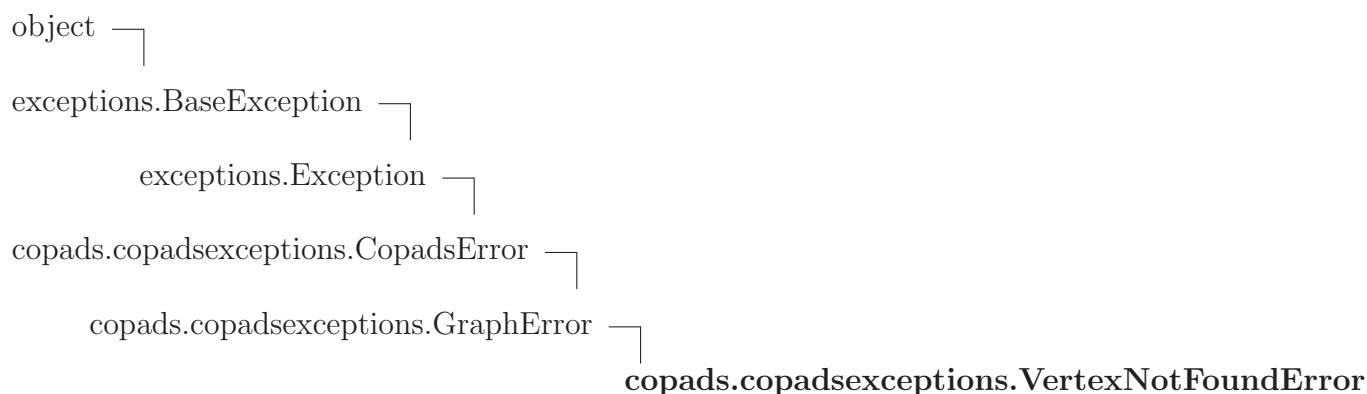 object
exceptions.BaseException
exceptions.Exception
copads.copadsexceptions.CopadsError
copads.copadsexceptions.GraphError
copads.copadsexceptions.VertexNotFoundError